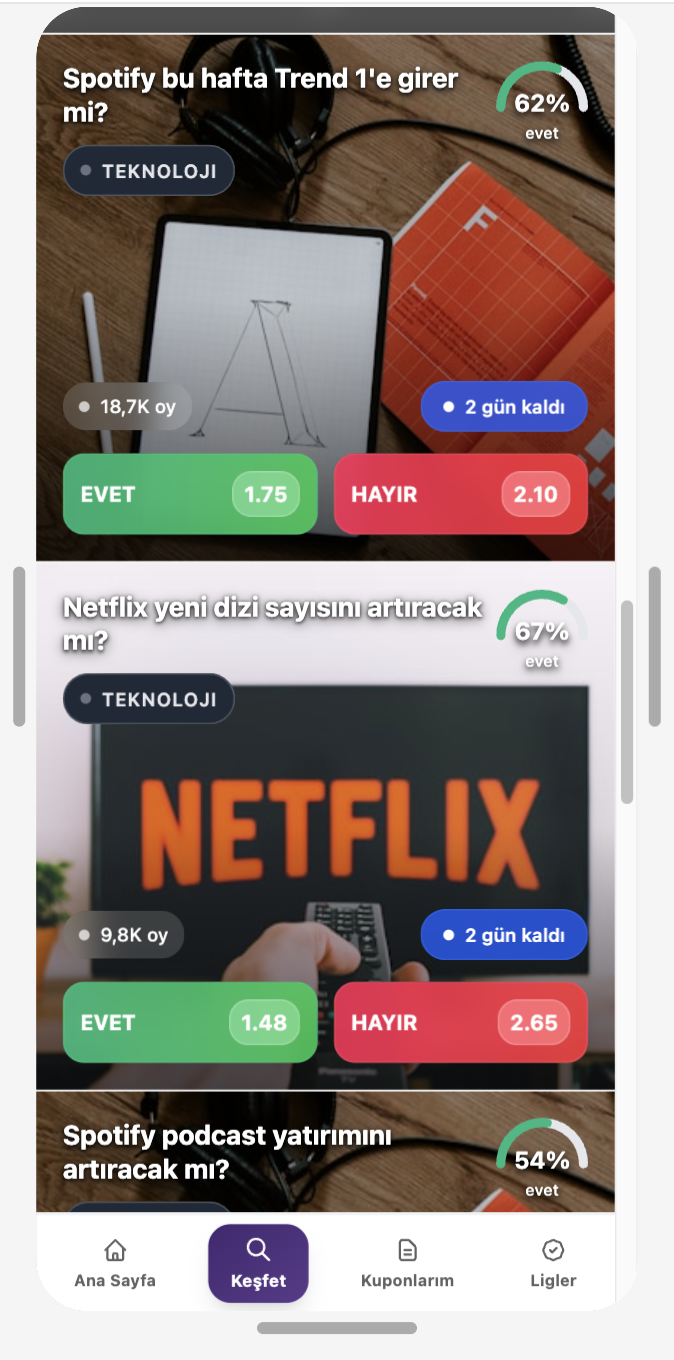 Spotify bu hafta Trend 1'e girer
mi?
62%
evet
TEKNOLOJI
F
A
18,7K oy
2 gün kaldı
EVET
1.75
HAYIR
2.10
Netflix yeni dizi sayısını artıracak
mı?
67%
evet
TEKNOLOJI
NETFLIX
9,8K oy
2 gün kaldı
EVET
1.48
HAYIR
2.65
Panasonic
TV
Spotify podcast yatırımını
artıracak mı?
54%
evet
Ana Sayfa
Keşfet
Kuponlarım
Ligler